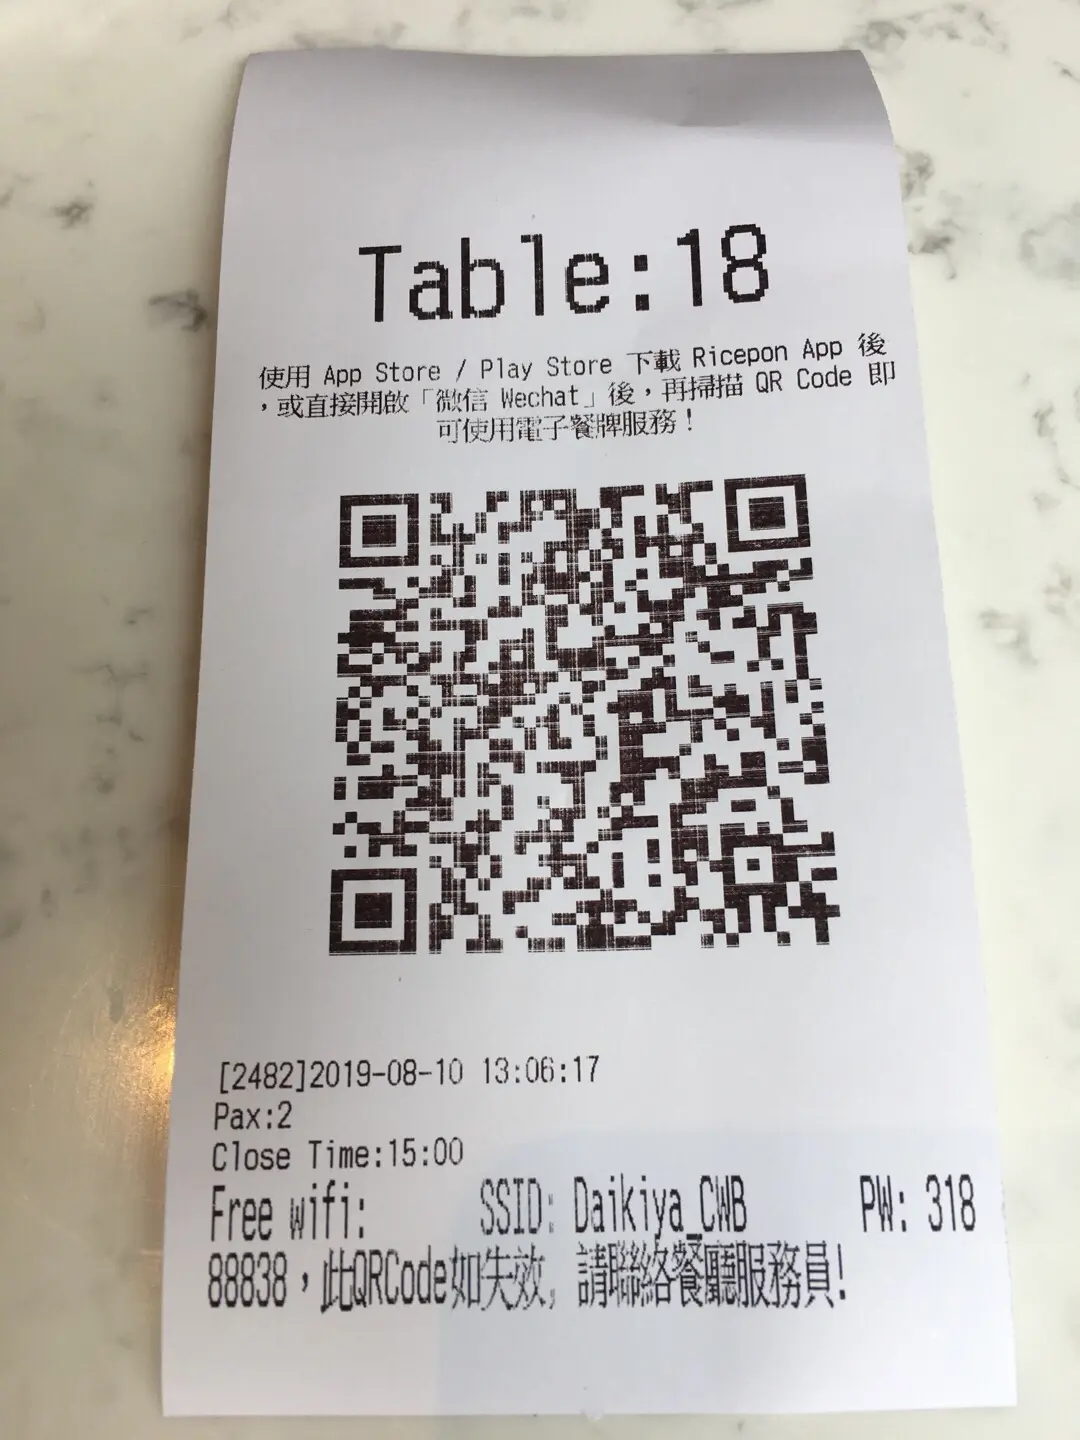 Table:18
使用 App Store / Play Store 下載 Ricepon App 後
，或直接開啟「微信 Wechat」後，再掃描 QR Code 即
可使用電子餐牌服務！
[2482]2019-08-10 13:06:17
Pax:2
Close Time:15:00
Free wifi: SSID: Daikiya_CWB PW: 318
88838，此QRCode如失效，請聯絡餐廳服務員!